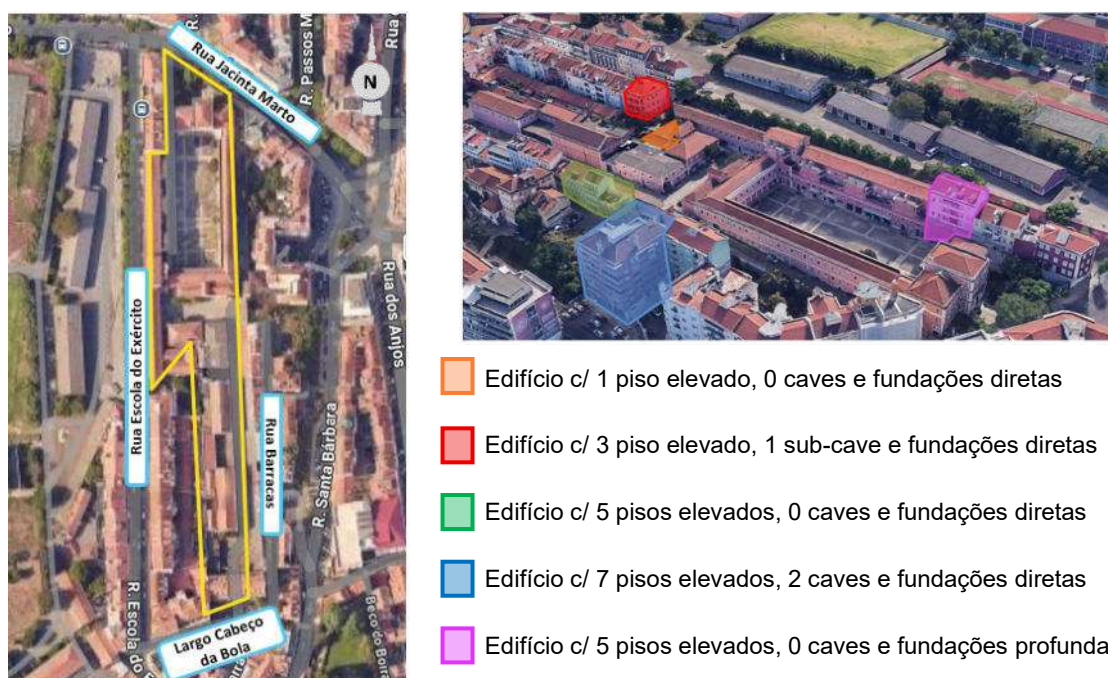 R.
Rua Jacinta Marto
R. Passos M
Rua
N
Rua Escola do Exército
Rua dos Anjos
Rua Barracas
R. Santa Bárbara
R. Escola do E
Largo Cabeço
da Bola
Beco do Boira
Edifício c/ 1 piso elevado, 0 caves e fundações diretas
Edifício c/ 3 piso elevado, 1 sub-cave e fundações diretas
Edifício c/ 5 pisos elevados, 0 caves e fundações diretas
Edifício c/ 7 pisos elevados, 2 caves e fundações diretas
Edifício c/ 5 pisos elevados, 0 caves e fundações profunda